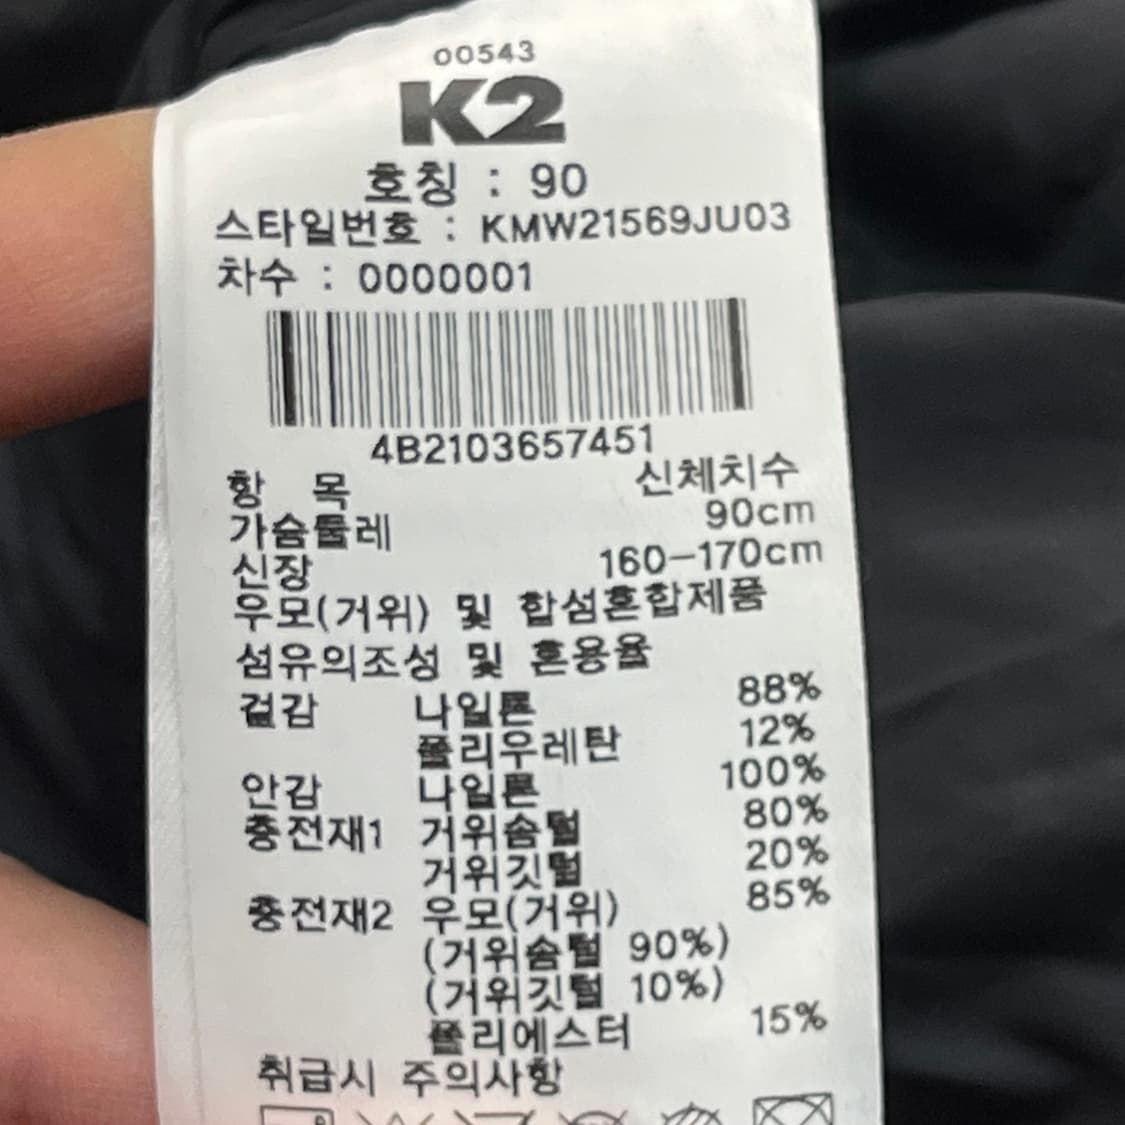 00543
K2
호칭 : 90
스타일번호 : KMW21569JU03
차수 : 0000001
4B2103657451
항 목 신체치수
가슴둘레 90cm
신장 160-170cm
우모(거위) 및 합섬혼합제품
섬유의조성 및 혼용율
겉감 나일론 88%
폴리우레탄 12%
안감 나일론 100%
충전재1 거위솜털 80%
거위깃털 20%
충전재2 우모(거위) 85%
(거위솜털 90%)
(거위깃털 10%)
폴리에스터 15%
취급시 주의사항